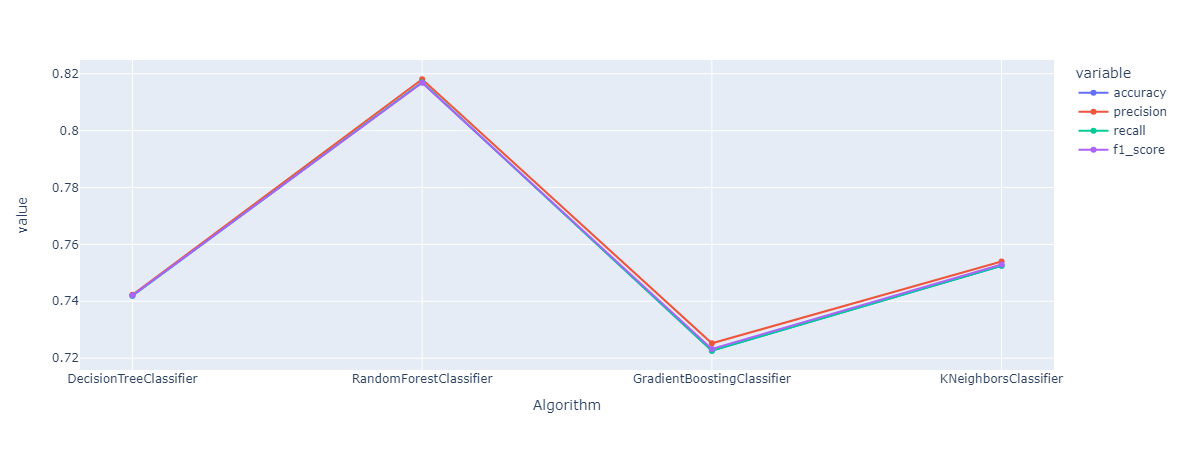 variable
accuracy
precision
recall
f1_score
value
0.82
0.8
0.78
0.76
0.74
0.72
DecisionTreeClassifier RandomForestClassifier GradientBoostingClassifier KNeighborsClassifier
Algorithm